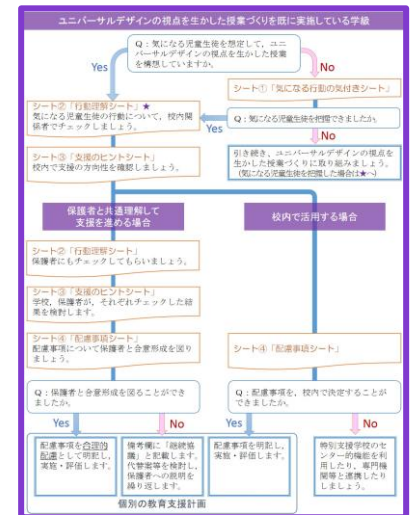 ユニバーサルデザインの視点を生かした授業づくりを既に実施している学級
Q：気になる児童生徒を想定して，ユニ
バーサルデザインの視点を生かした授業
を構想していますか。
Yes
No
シート①「気になる行動の気付きシート」
シート②「行動理解シート」★
気になる児童生徒の行動について，校内関
係者でチェックしましょう。
Yes
Q：気になる児童生徒を把握できましたか。
No
シート③「支援のヒントシート」
校内で支援の方向性を確認しましょう。
引き続き，ユニバーサルデザインの視点を
生かした授業づくりに取り組みましょう。
(気になる児童生徒を把握した場合は★へ)
保護者と共通理解して
支援を進める場合
校内で活用する場合
シート②「行動理解シート」
保護者にもチェックしてもらいましょう。
シート③「支援のヒントシート」
学校，保護者が，それぞれチェックした結
果を検討します。
シート④「配慮事項シート」
配慮事項について保護者と合意形成を図り
ましょう。
シート④「配慮事項シート」
Q：保護者と合意形成を図ることができ
ましたか。
Q：配慮事項を，校内で決定することが
できましたか。
Yes
No
Yes
No
配慮事項を合理的
配慮として明記し，
実施・評価します。
備考欄に「継続協
議」と記載します。
代替案等を検討し，
保護者への説明を
繰り返します。
配慮事項を明記し，
実施・評価します。
特別支援学校のセ
ンター的機能を利
用したり，専門機
関等と連携したり
しましょう。
個別の教育支援計画